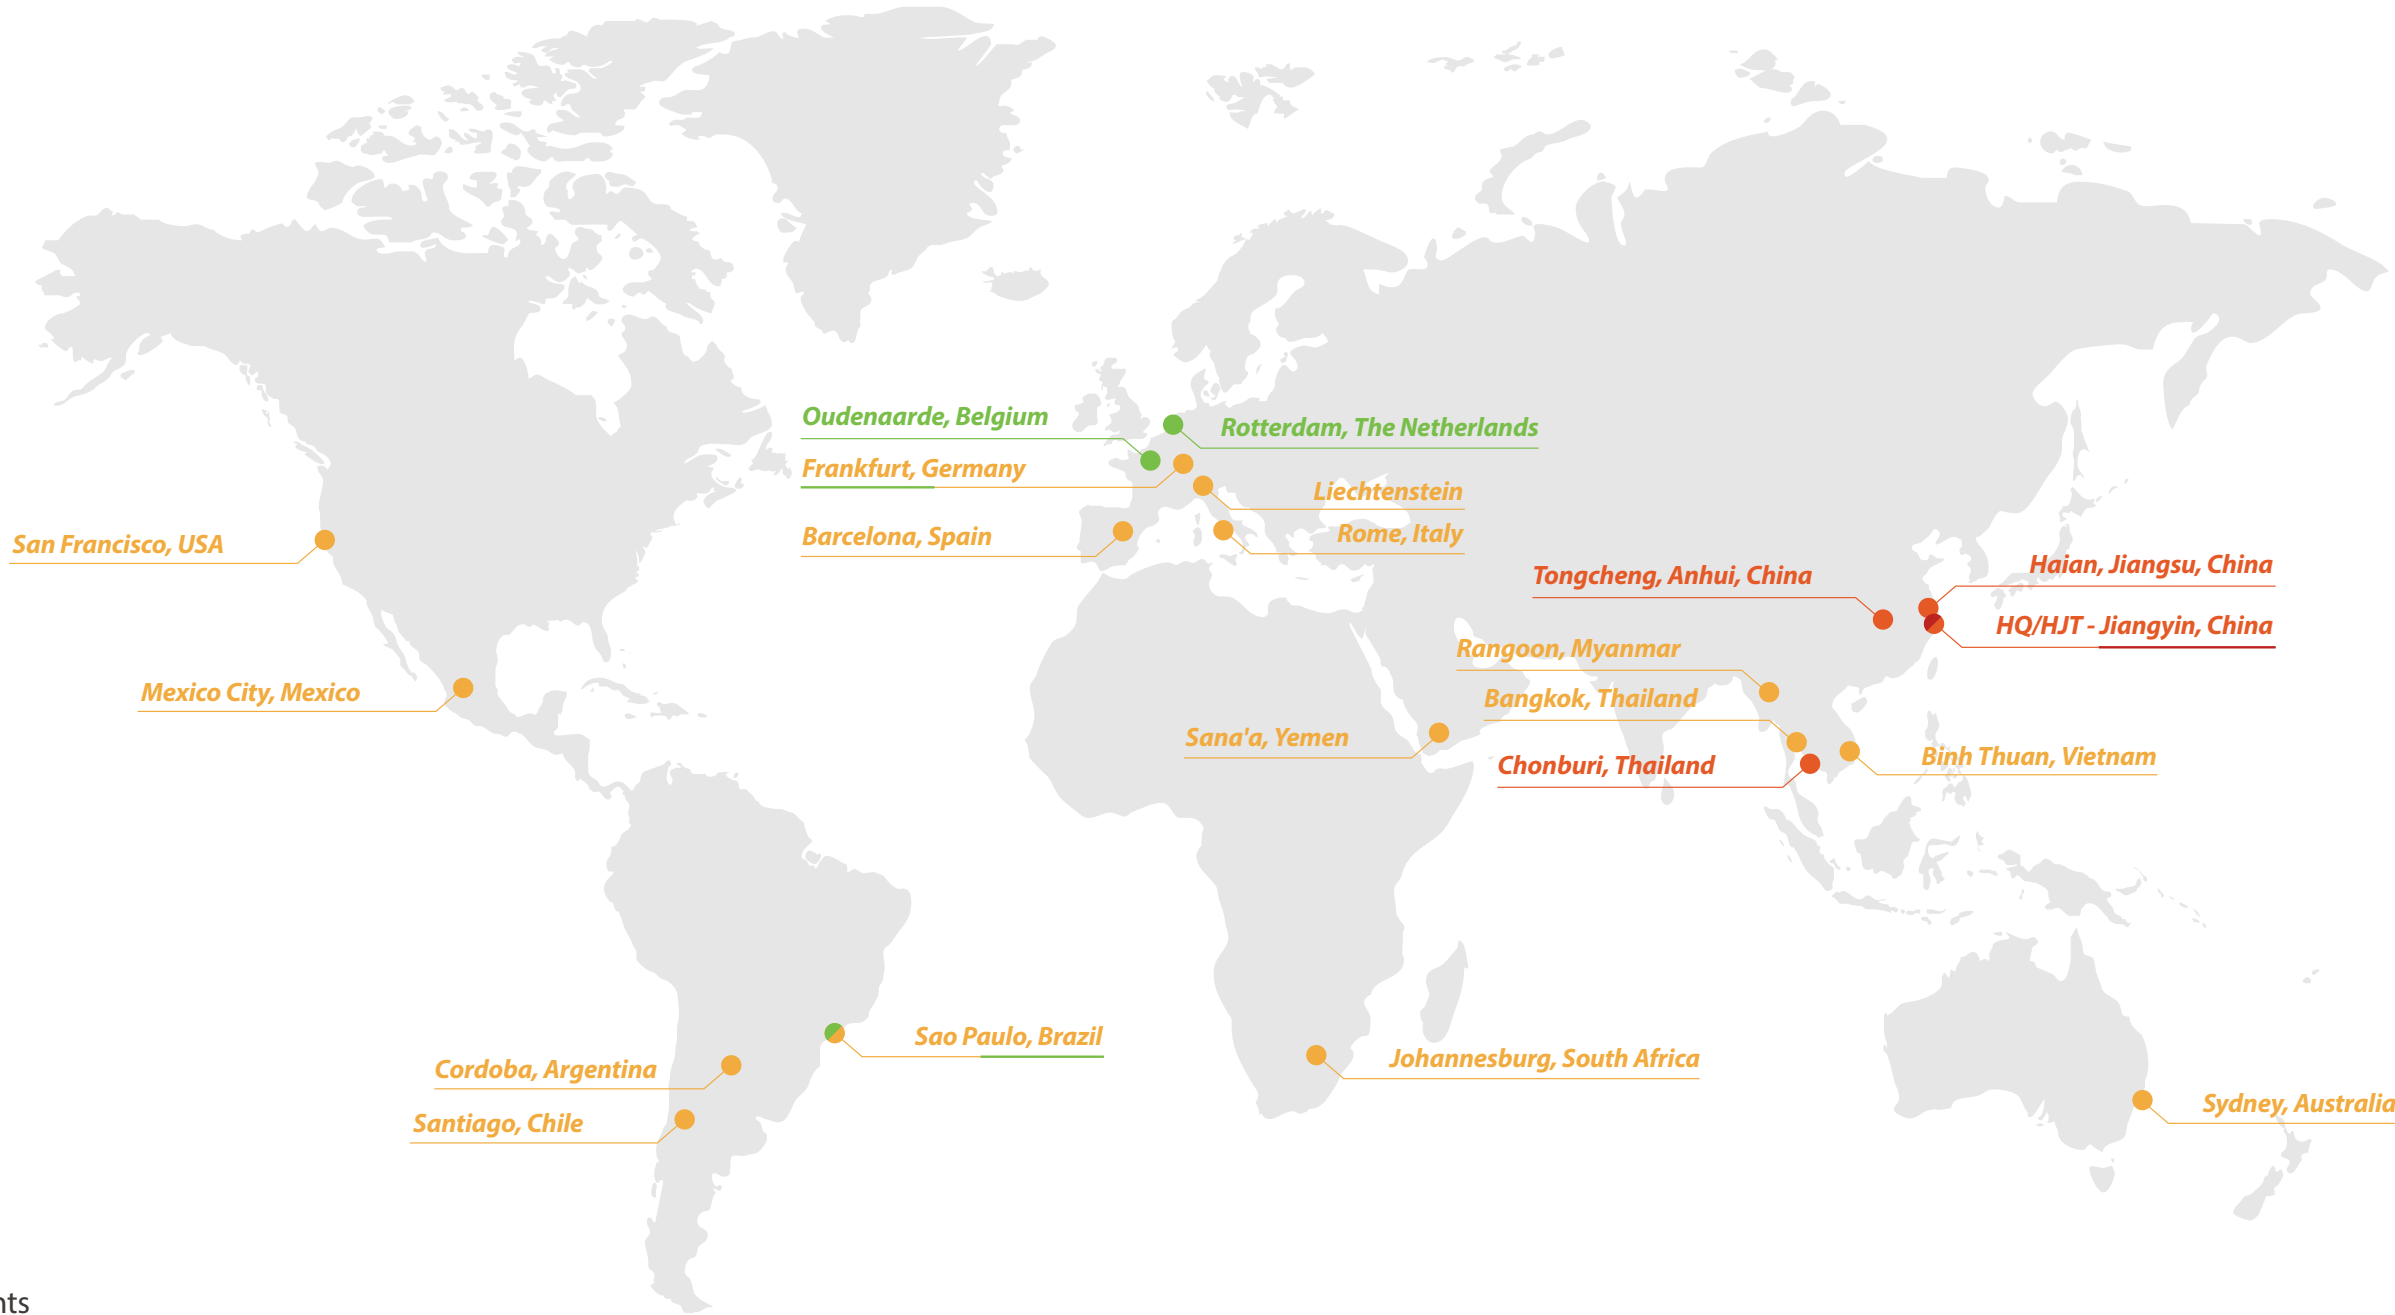 Oudenaarde, Belgium
Rotterdam, The Netherlands
Frankfurt, Germany
Liechtenstein
San Francisco, USA
Barcelona, Spain
Rome, Italy
Tongcheng, Anhui, China
Haian, Jiangsu, China
HQ/HJT - Jiangyin, China
Rangoon, Myanmar
Mexico City, Mexico
Bangkok, Thailand
Sana'a, Yemen
Binh Thuan, Vietnam
Chonburi, Thailand
Sao Paulo, Brazil
Cordoba, Argentina
Johannesburg, South Africa
Santiago, Chile
Sydney, Australia